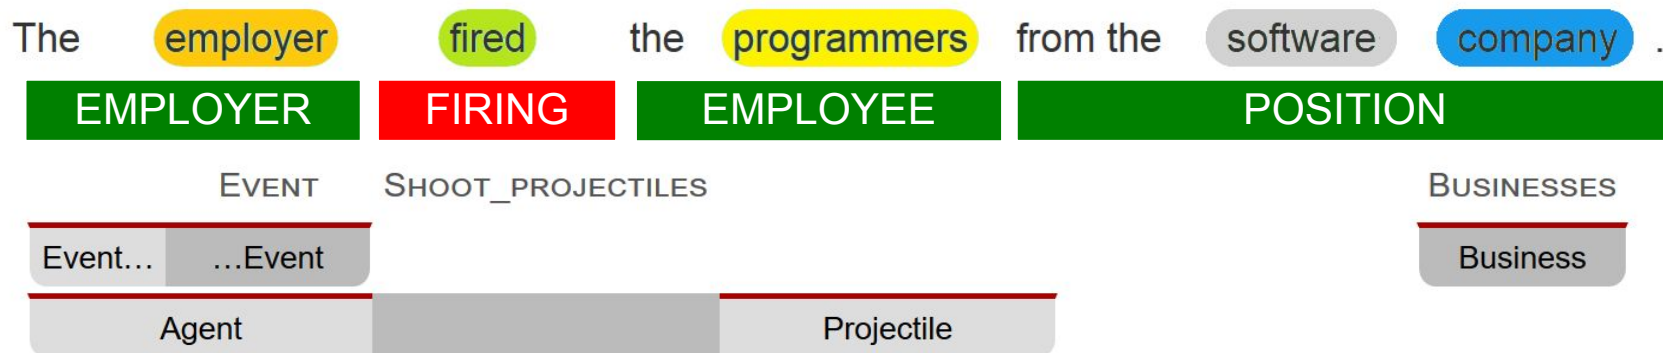 The employer fired the programmers from the software company .
EMPLOYER FIRING EMPLOYEE POSITION
EVENT SHOOT_PROJECTILES BUSINESSES
Event… …Event Business
Agent Projectile